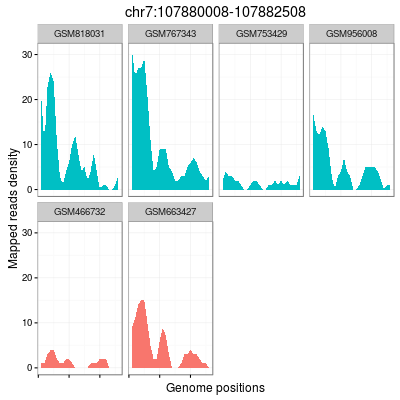 chr7:107880008-107882508
GSM818031 GSM767343 GSM753429 GSM956008
30
20
10
0
GSM466732 GSM663427
30
20
10
0
Mapped reads density
Genome positions